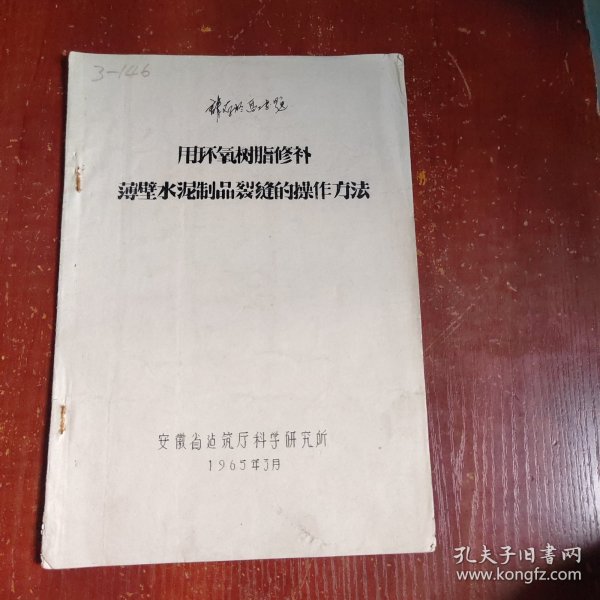 3-146
用环氧树脂修补
薄壁水泥制品裂缝的操作方法
安徽省达筑厅科学研究所
1965年3月
孔夫子旧书网
www.kongfz.com